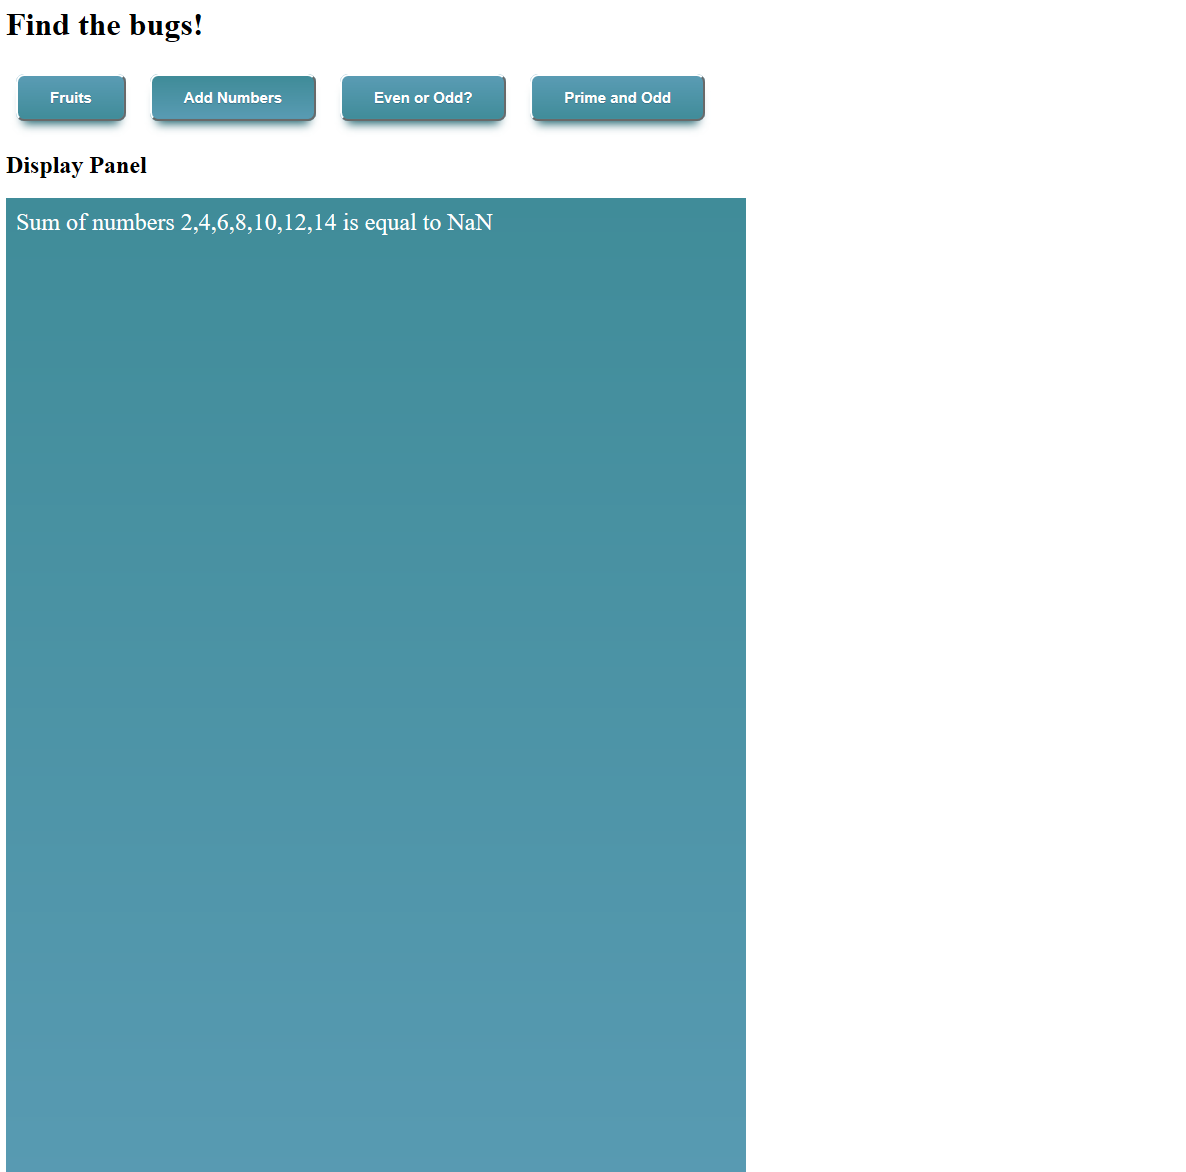 Find the bugs!
Fruits Add Numbers Even or Odd? Prime and Odd
Display Panel
Sum of numbers 2,4,6,8,10,12,14 is equal to NaN